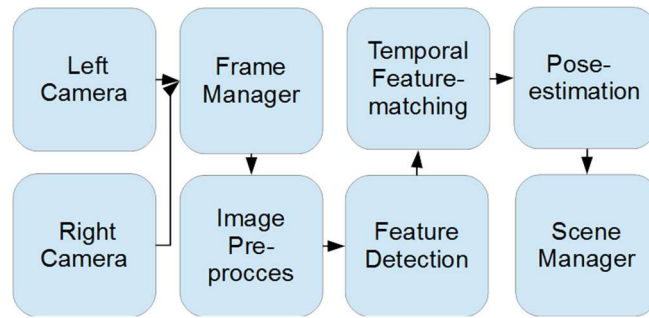 Left
Camera
Frame
Manager
Temporal
Feature-
matching
Pose-
estimation
Right
Camera
Image
Pre-
procces
Feature
Detection
Scene
Manager